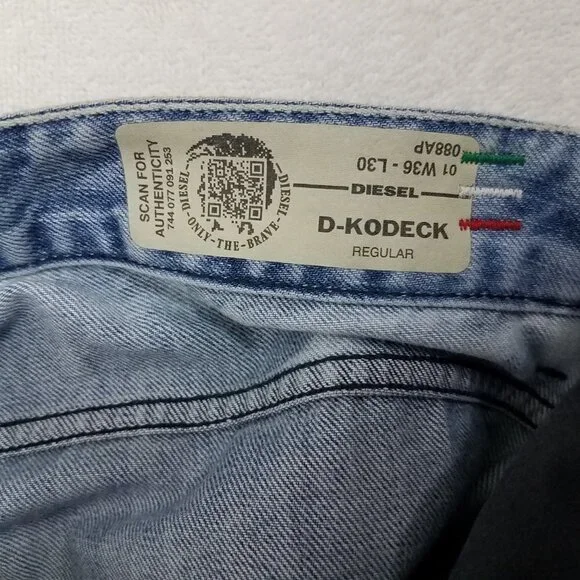 SCAN FOR
AUTHENTICITY
744 077 091 253
DIESEL - ONLY - THE - BRAVE - DIESEL
01 W36 - L30
088AP
DIESEL
D-KODECK
REGULAR